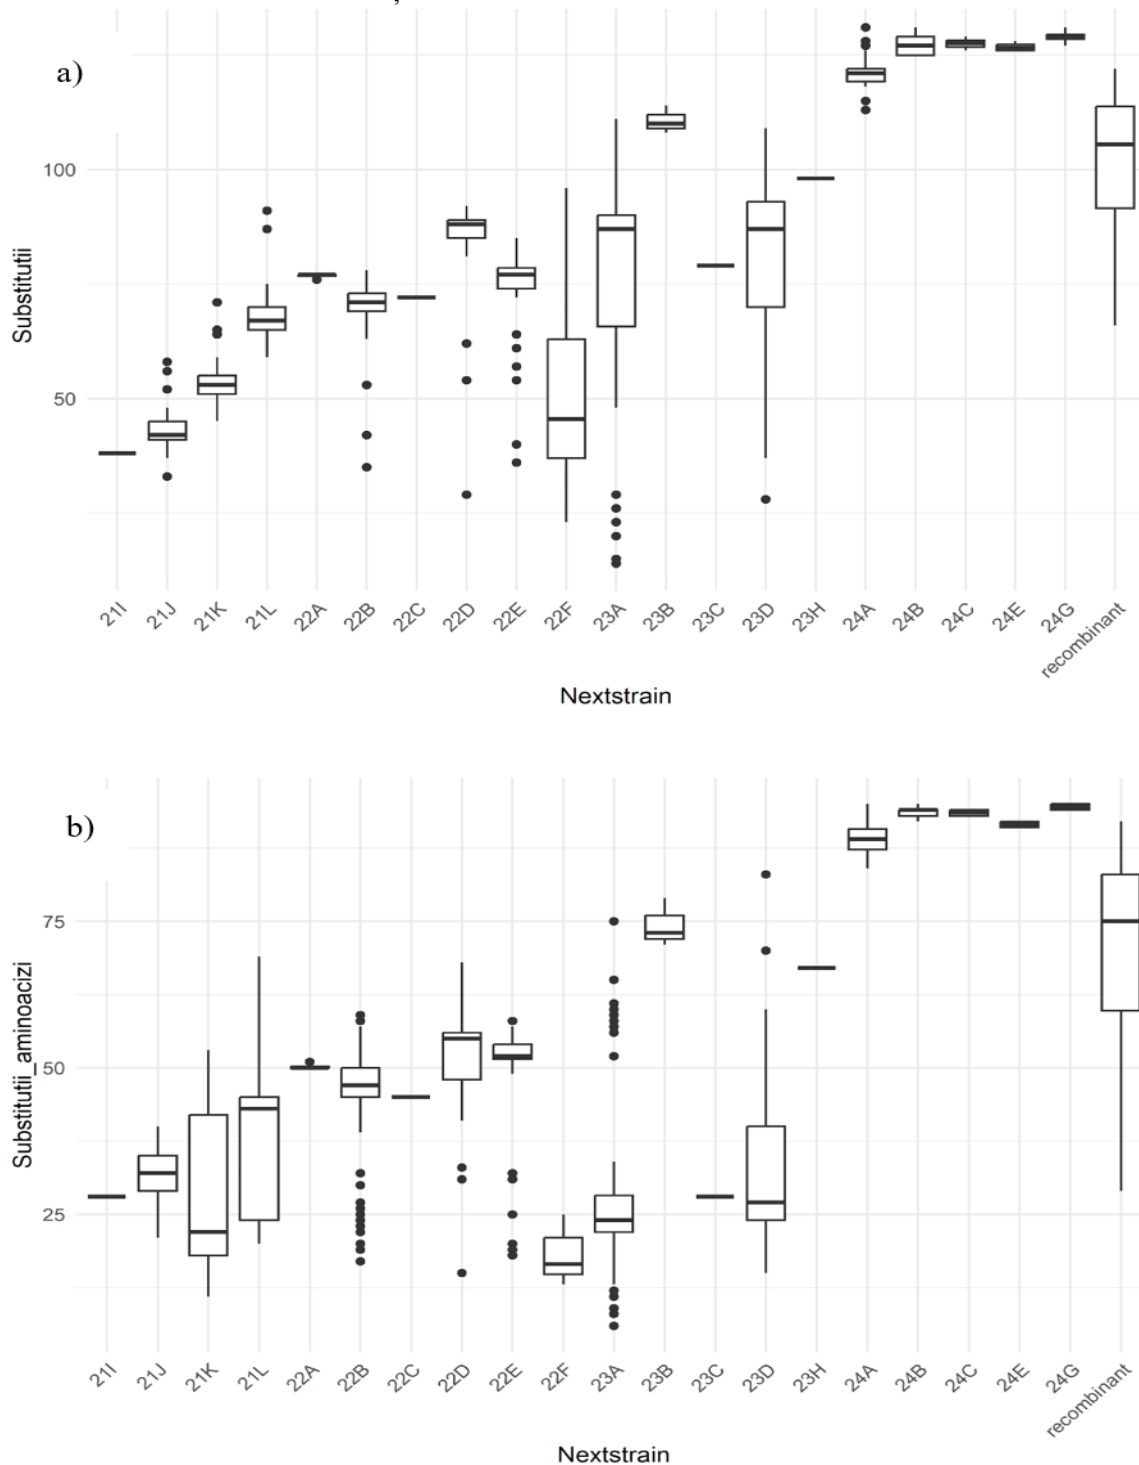 a)
Substitutii
100
50
21I 21J 21K 21L 22A 22B 22C 22D 22E 22F 23A 23B 23C 23D 23H 24A 24B 24C 24E 24G recombinant
Nextstrain
b)
Substitutii_aminoacizi
75
50
25
21I 21J 21K 21L 22A 22B 22C 22D 22E 22F 23A 23B 23C 23D 23H 24A 24B 24C 24E 24G recombinant
Nextstrain